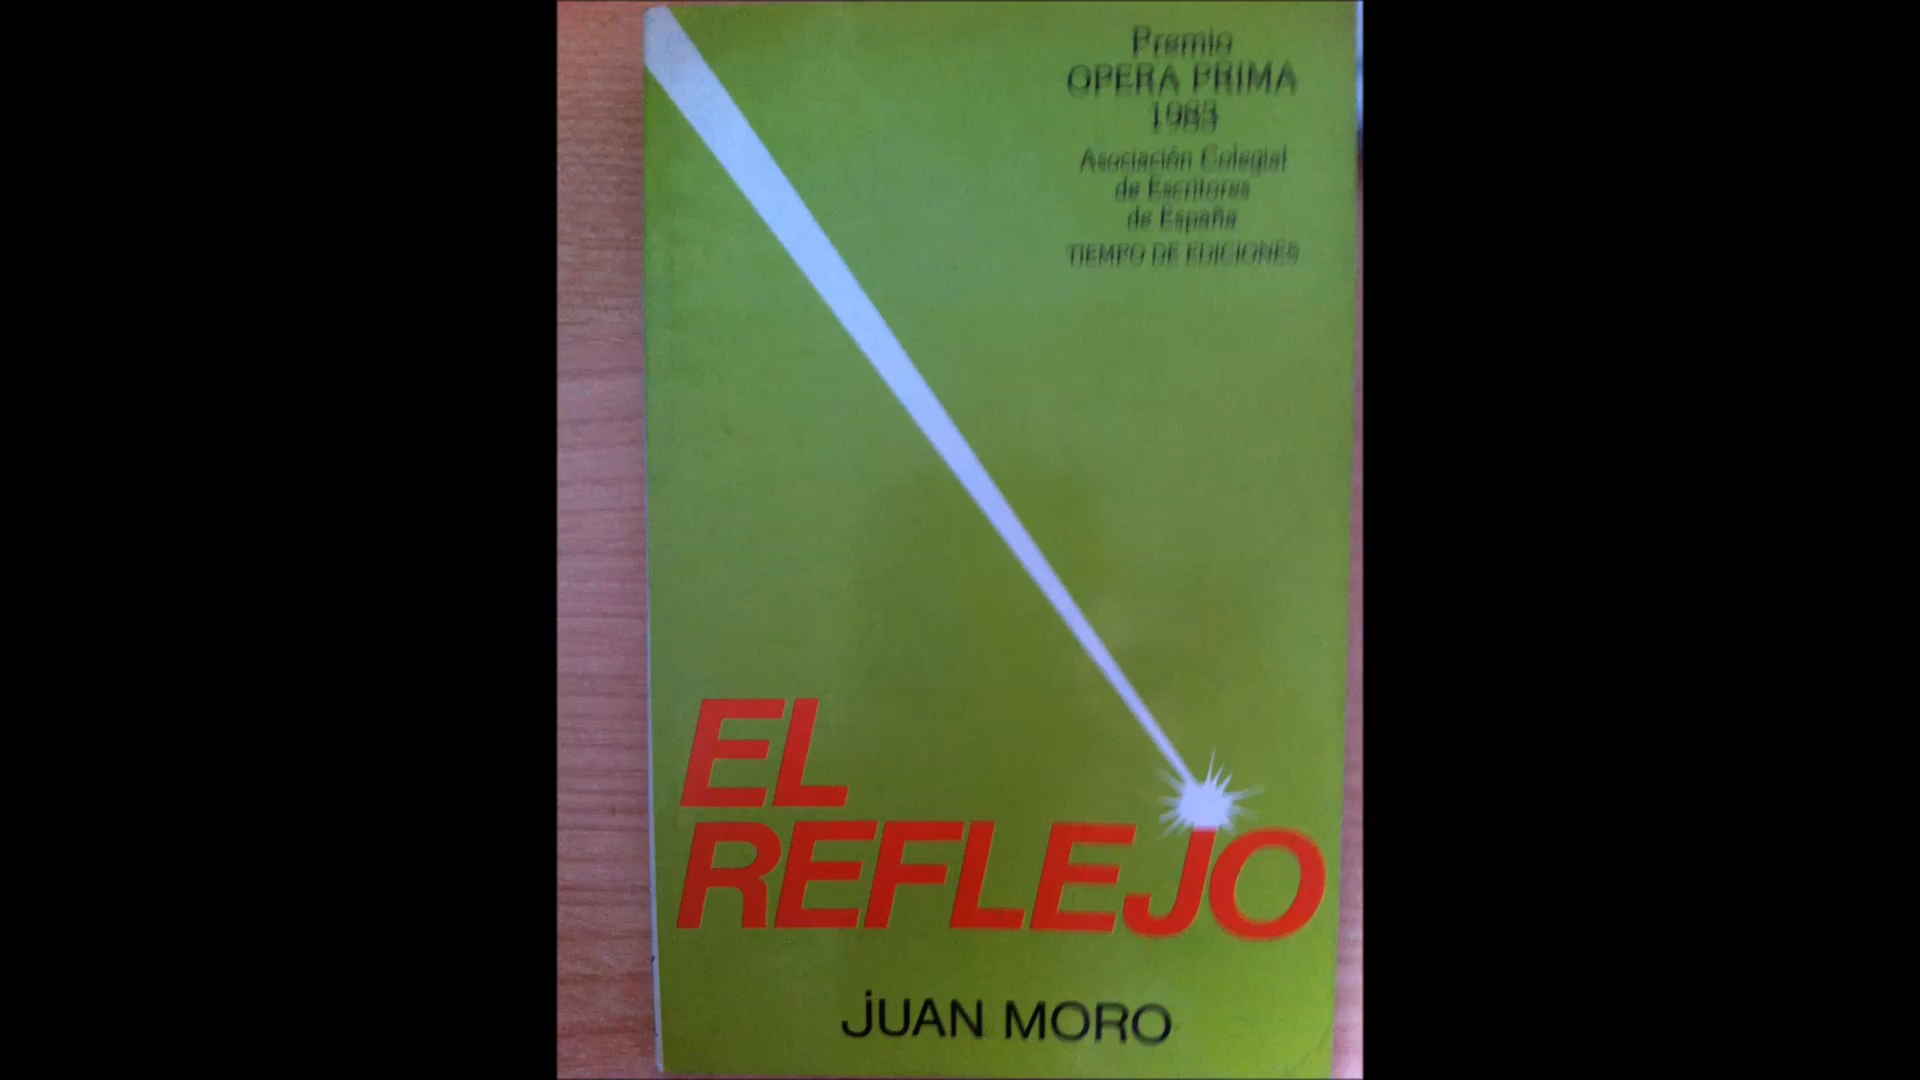 Premio
OPERA PRIMA
1983
Asociación Colegial
de Escritores
de España
TIEMPO DE EDICIONES
EL
REFLEJO
jUAN MORO